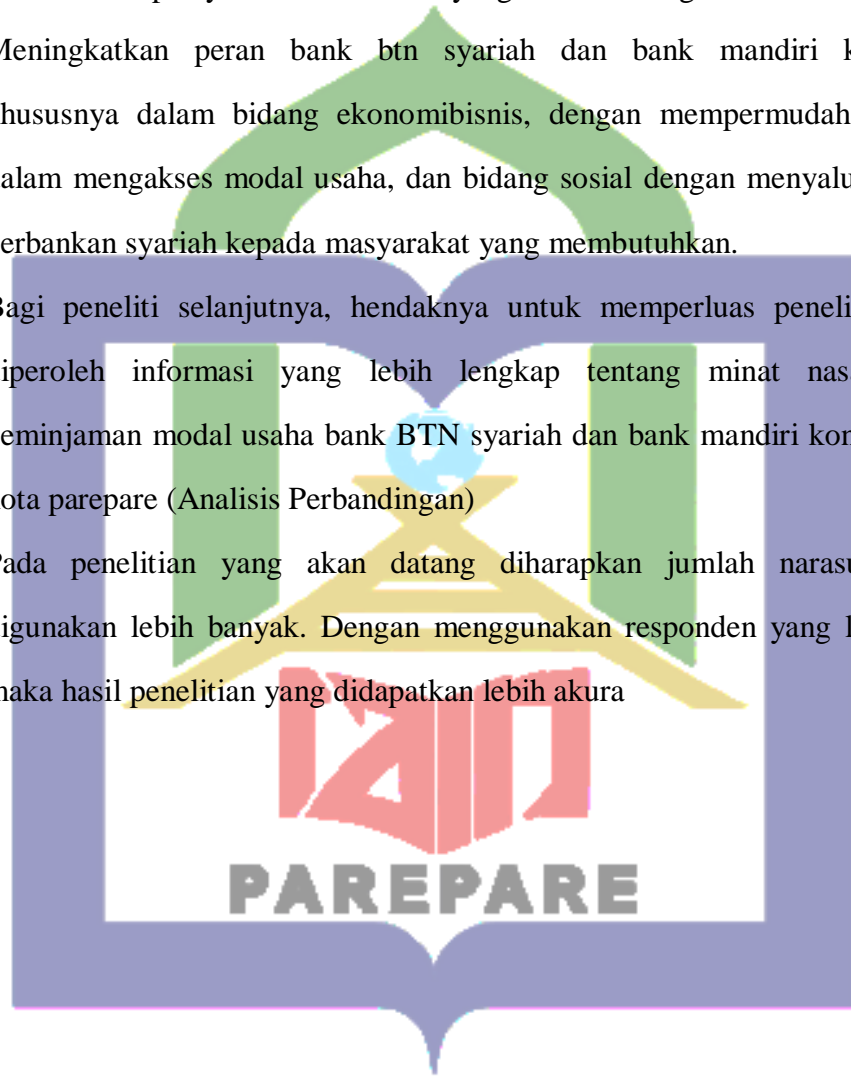 Meningkatkan peran bank btn syariah dan bank mandiri k
hususnya dalam bidang ekonomibisnis, dengan mempermudah
alam mengakses modal usaha, dan bidang sosial dengan menyalu
erbankan syariah kepada masyarakat yang membutuhkan.
Bagi peneliti selanjutnya, hendaknya untuk memperluas peneli
iperoleh informasi yang lebih lengkap tentang minat nasa
eminjaman modal usaha bank BTN syariah dan bank mandiri kon
ota parepare (Analisis Perbandingan)
Pada penelitian yang akan datang diharapkan jumlah narasu
igunakan lebih banyak. Dengan menggunakan responden yang l
maka hasil penelitian yang didapatkan lebih akura
iain
PAREPARE